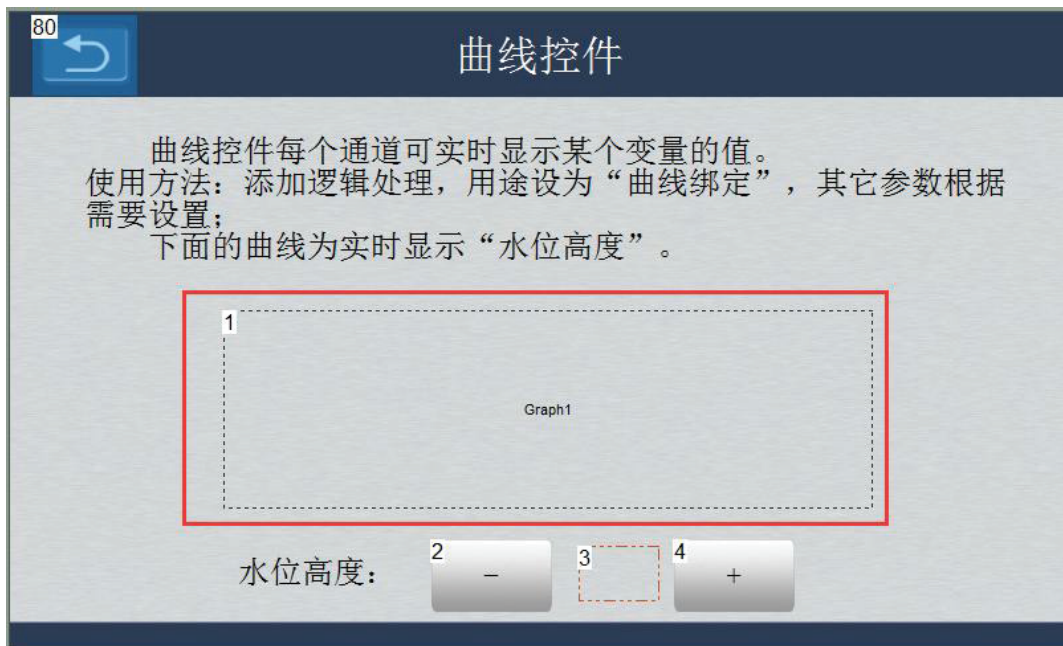 80
曲线控件
曲线控件每个通道可实时显示某个变量的值。
使用方法：添加逻辑处理，用途设为“曲线绑定”，其它参数根据
需要设置；
下面的曲线为实时显示“水位高度”。
1
Graph1
水位高度： 2 - 3 4 +